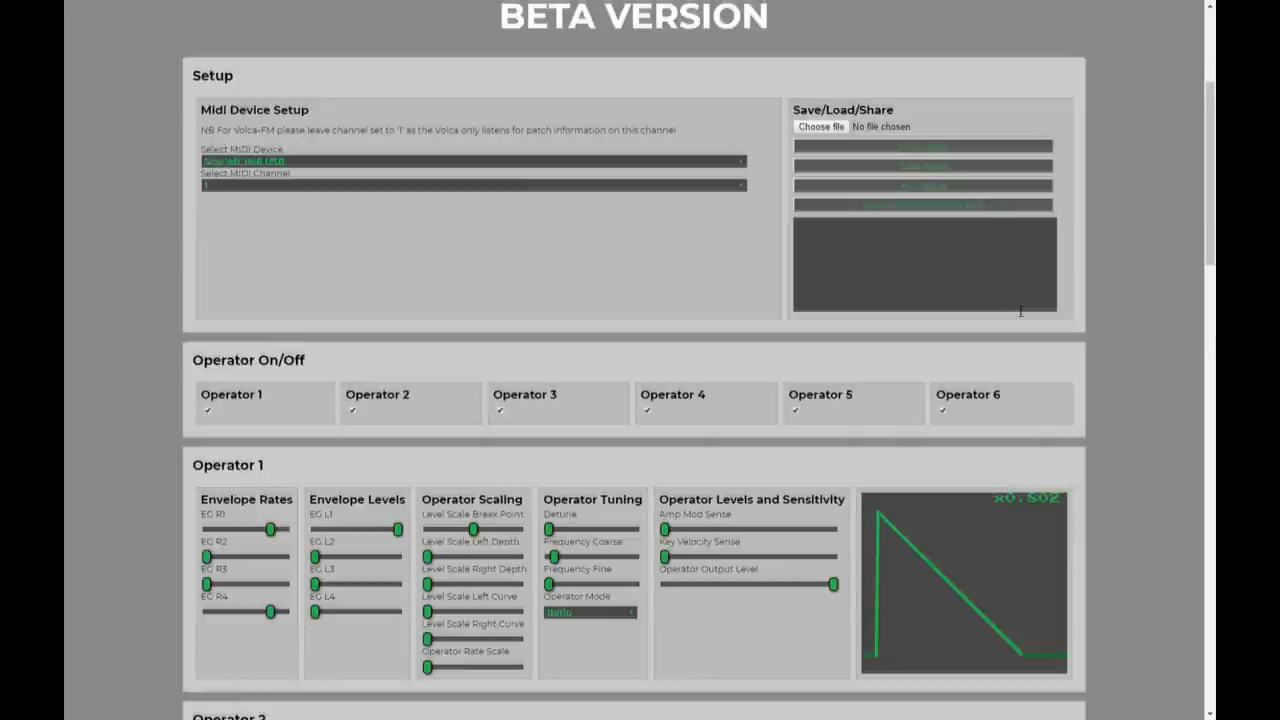 BETA VERSION
Setup
Midi Device Setup
NB For Volca-FM please leave channel set to '1' as the Volca only listens for patch information on this channel
Select MIDI Device
Scarlett 18i8 USB
Select MIDI Channel
1
Save/Load/Share
Choose file No file chosen
Operator On/Off
Operator 1
Operator 2
Operator 3
Operator 4
Operator 5
Operator 6
Operator 1
Envelope Rates
EG R1
EG R2
EG R3
EG R4
Envelope Levels
EG L1
EG L2
EG L3
EG L4
Operator Scaling
Level Scale Break Point
Level Scale Left Depth
Level Scale Right Depth
Level Scale Left Curve
Level Scale Right Curve
Operator Rate Scale
Operator Tuning
Detune
Frequency Coarse
Frequency Fine
Operator Mode
Ratio
Operator Levels and Sensitivity
Amp Mod Sense
Key Velocity Sense
Operator Output Level
x0.802
Operator 2